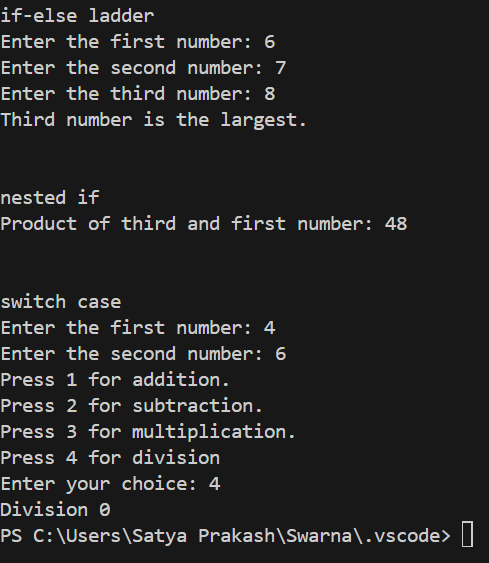 if-else ladder
Enter the first number: 6
Enter the second number: 7
Enter the third number: 8
Third number is the largest.
nested if
Product of third and first number: 48
switch case
Enter the first number: 4
Enter the second number: 6
Press 1 for addition.
Press 2 for subtraction.
Press 3 for multiplication.
Press 4 for division
Enter your choice: 4
Division 0
PS C:\Users\Satya Prakash\Swarna\.vscode>